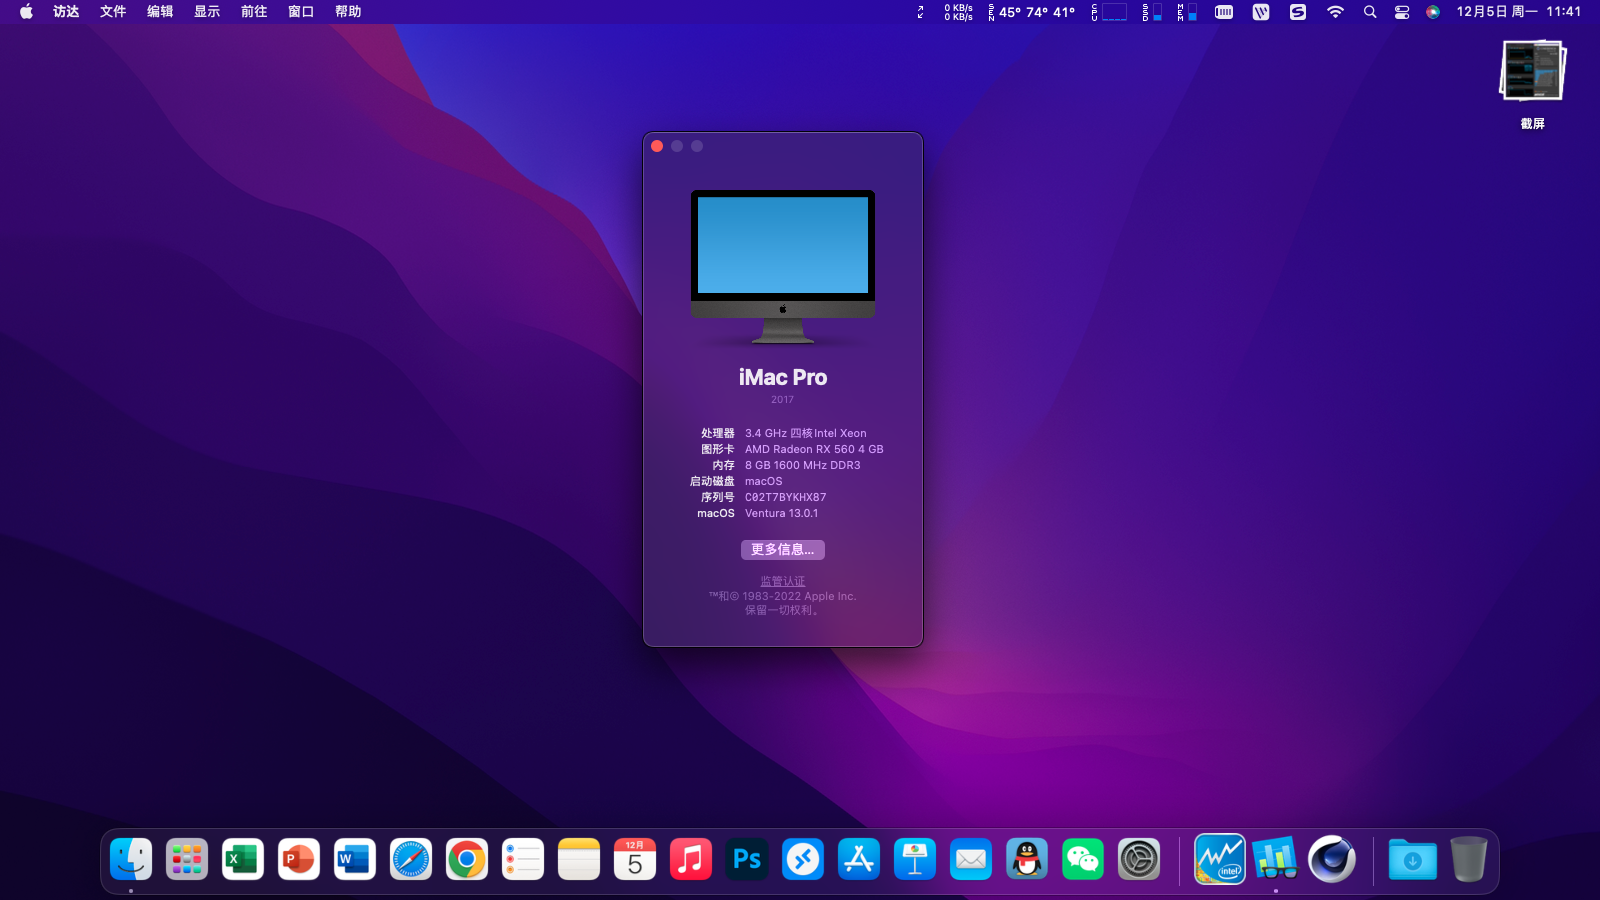 访达 文件 编辑 显示 前往 窗口 帮助
0 KB/s
0 KB/s
SEN 45° 74° 41° CPU SSD MEM 12月5日 周一 11:41
截屏
iMac Pro
2017
处理器 3.4 GHz 四核Intel Xeon
图形卡 AMD Radeon RX 560 4 GB
内存 8 GB 1600 MHz DDR3
启动磁盘 macOS
序列号 C02T7BYKHX87
macOS Ventura 13.0.1
更多信息...
监管认证
™和© 1983-2022 Apple Inc.
保留一切权利。
X P W 12月 5 Ps intel